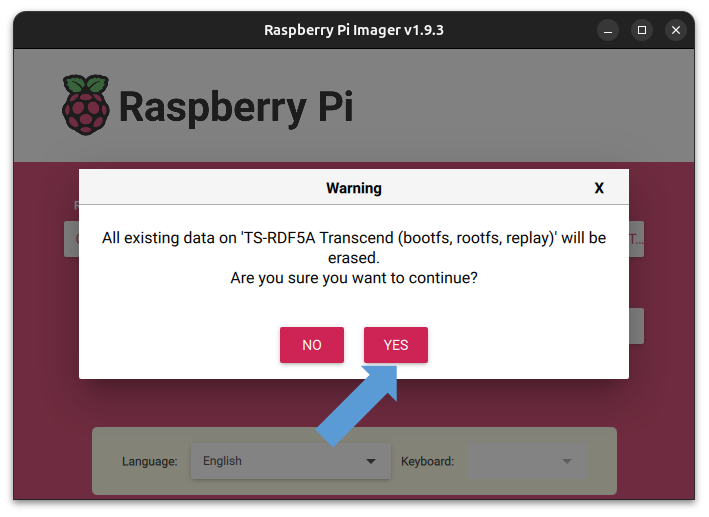 Raspberry Pi Imager v1.9.3
Raspberry Pi
Warning
X
All existing data on 'TS-RDF5A Transcend (bootfs, rootfs, replay)' will be
erased.
Are you sure you want to continue?
NO
YES
Language:
English
Keyboard: